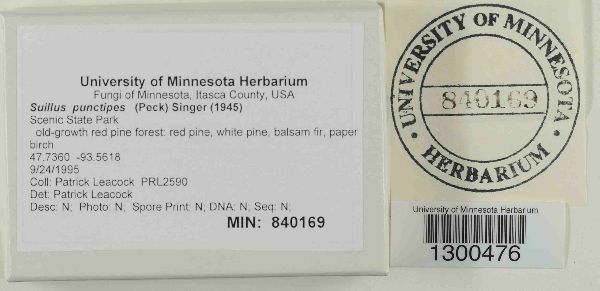 University of Minnesota Herbarium
Fungi of Minnesota, Itasca County, USA
Suillus punctipes (Peck) Singer (1945)
Scenic State Park
old-growth red pine forest: red pine, white pine, balsam fir, paper
birch
47.7360 -93.5618
9/24/1995
Coll: Patrick Leacock PRL2590
Det: Patrick Leacock
Desc: N; Photo: N; Spore Print: N; DNA: N; Seq: N;
MIN: 840169
UNIVERSITY OF MINNESOTA
840169
HERBARIUM
University of Minnesota Herbarium
1300476